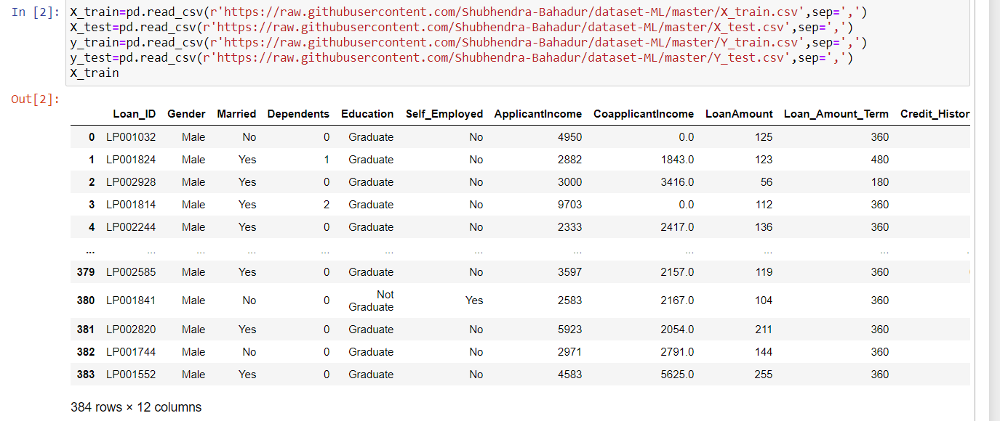 In [2]: X_train=pd.read_csv(r'https://raw.githubusercontent.com/Shubhendra-Bahadur/dataset-ML/master/X_train.csv',sep=',')
X_test=pd.read_csv(r'https://raw.githubusercontent.com/Shubhendra-Bahadur/dataset-ML/master/X_test.csv',sep=',')
y_train=pd.read_csv(r'https://raw.githubusercontent.com/Shubhendra-Bahadur/dataset-ML/master/Y_train.csv',sep=',')
y_test=pd.read_csv(r'https://raw.githubusercontent.com/Shubhendra-Bahadur/dataset-ML/master/Y_test.csv',sep=',')
X_train
Out[2]:
Loan_ID Gender Married Dependents Education Self_Employed ApplicantIncome CoapplicantIncome LoanAmount Loan_Amount_Term Credit_Histor
0 LP001032 Male No 0 Graduate No 4950 0.0 125 360
1 LP001824 Male Yes 1 Graduate No 2882 1843.0 123 480
2 LP002928 Male Yes 0 Graduate No 3000 3416.0 56 180
3 LP001814 Male Yes 2 Graduate No 9703 0.0 112 360
4 LP002244 Male Yes 0 Graduate No 2333 2417.0 136 360
... ... ... ... ... ... ... ... ... ... ... .
379 LP002585 Male Yes 0 Graduate No 3597 2157.0 119 360
380 LP001841 Male No 0 Not Graduate Yes 2583 2167.0 104 360
381 LP002820 Male Yes 0 Graduate No 5923 2054.0 211 360
382 LP001744 Male No 0 Graduate No 2971 2791.0 144 360
383 LP001552 Male Yes 0 Graduate No 4583 5625.0 255 360
384 rows × 12 columns